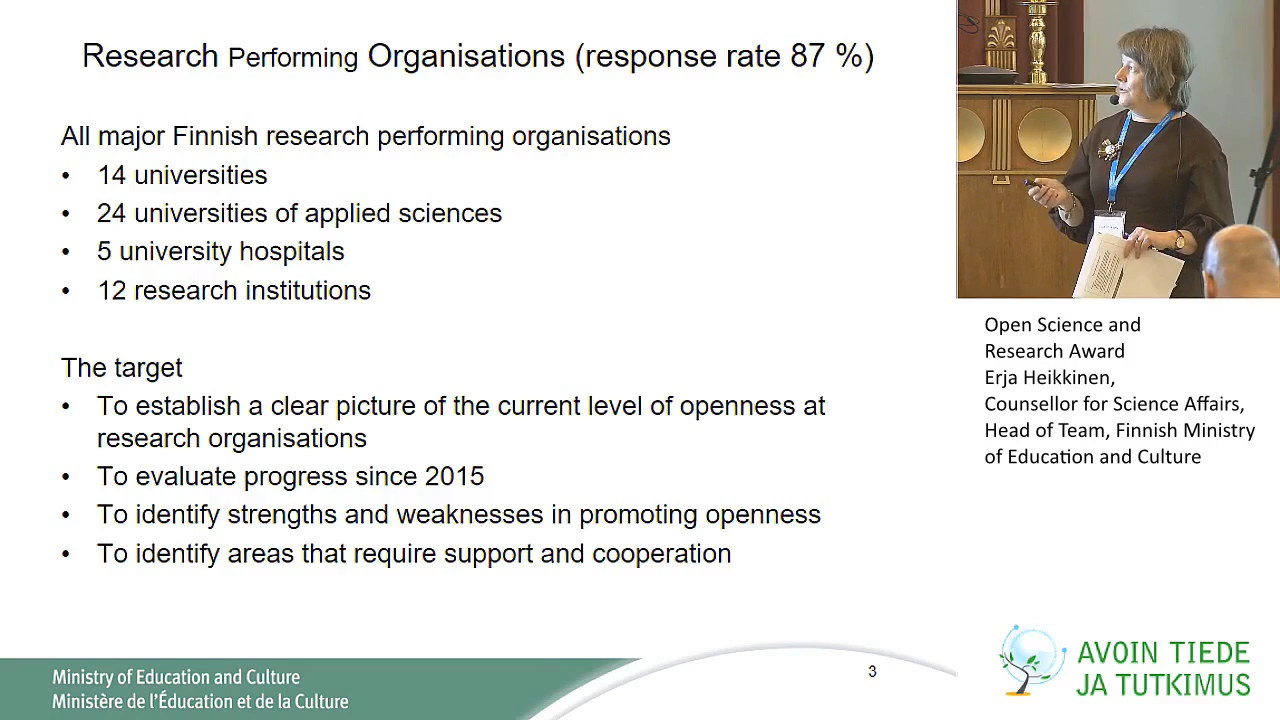 Research Performing Organisations (response rate 87 %)
All major Finnish research performing organisations
• 14 universities
• 24 universities of applied sciences
• 5 university hospitals
• 12 research institutions
The target
• To establish a clear picture of the current level of openness at
research organisations
• To evaluate progress since 2015
• To identify strengths and weaknesses in promoting openness
• To identify areas that require support and cooperation
Ministry of Education and Culture
Ministère de l'Éducation et de la Culture
3
Open Science and
Research Award
Erja Heikkinen,
Counsellor for Science Affairs,
Head of Team, Finnish Ministry
of Education and Culture
AVOIN TIEDE
JA TUTKIMUS